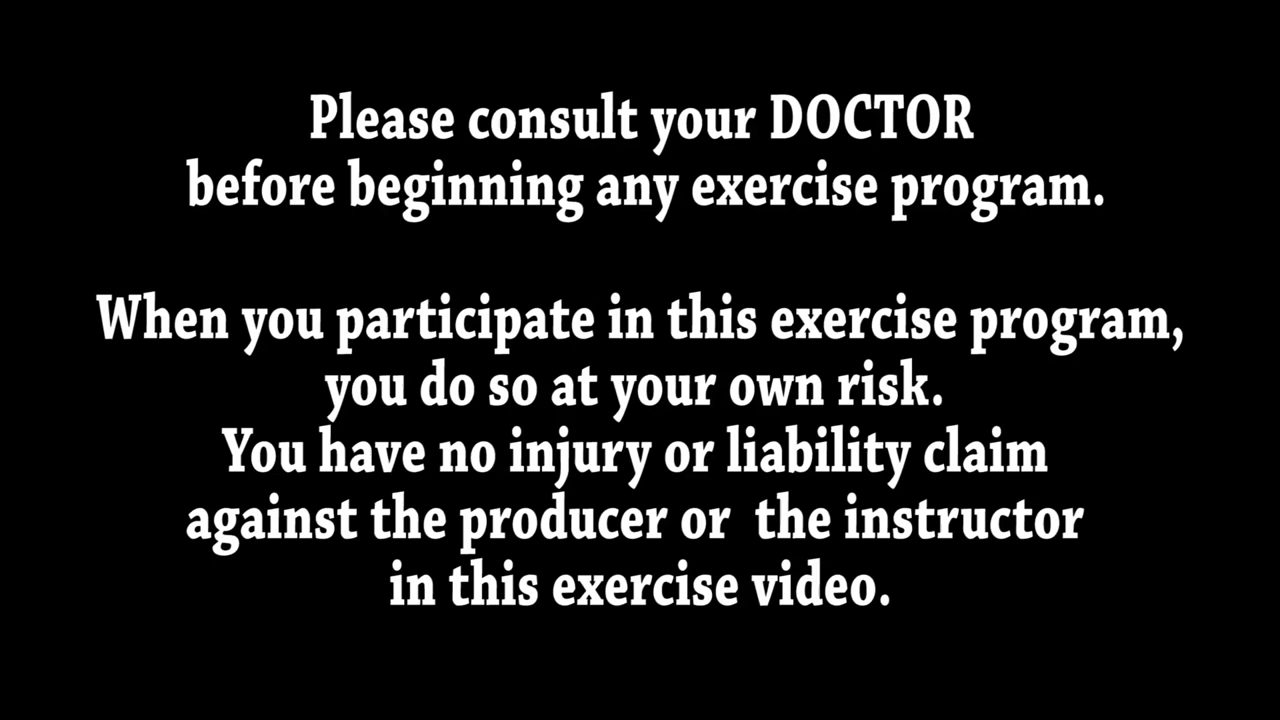 Please consult your DOCTOR
before beginning any exercise program.
When you participate in this exercise program,
you do so at your own risk.
You have no injury or liability claim
against the producer or  the instructor
in this exercise video.